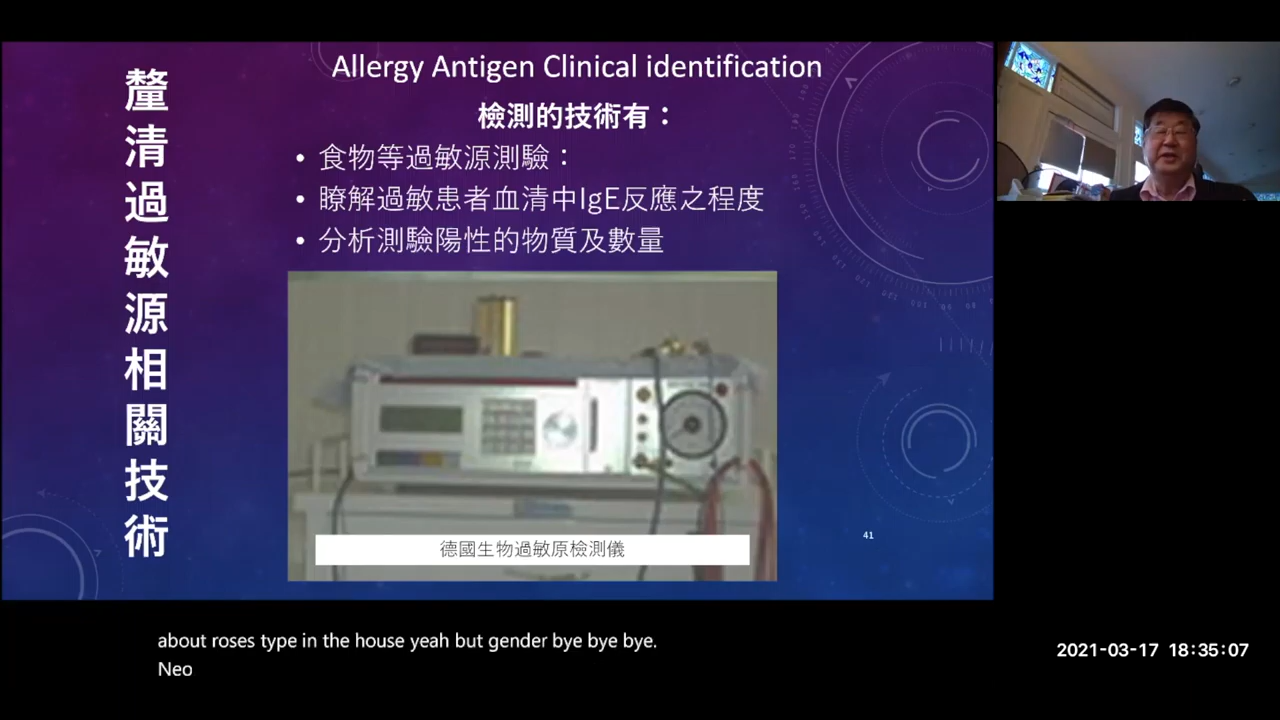 釐清過敏源相關技術
Allergy Antigen Clinical identification
檢測的技術有：
• 食物等過敏源測驗：
• 瞭解過敏患者血清中IgE反應之程度
• 分析測驗陽性的物質及數量
德國生物過敏原檢測儀
41
about roses type in the house yeah but gender bye bye bye.
Neo
2021-03-17 18:35:07